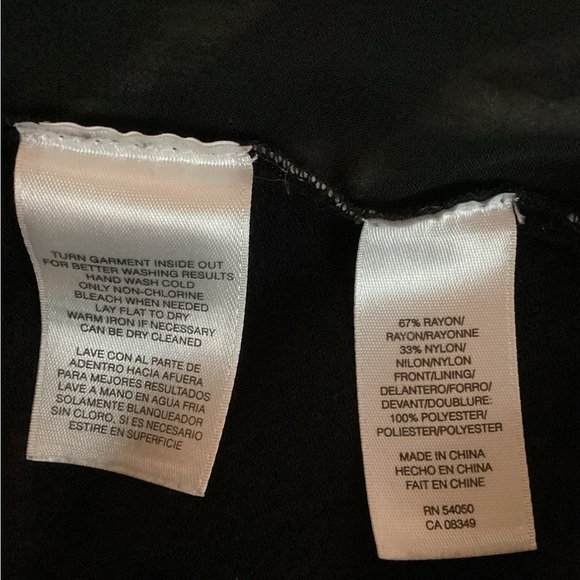 TURN GARMENT INSIDE OUT
FOR BETTER WASHING RESULTS
HAND WASH COLD
ONLY NON-CHLORINE
BLEACH WHEN NEEDED
LAY FLAT TO DRY
WARM IRON IF NECESSARY
CAN BE DRY CLEANED
LAVE CON AL PARTE DE
ADENTRO HACIA AFUERA
PARA MEJORES RESULTADOS
LAVE A MANO EN AGUA FRIA
SOLAMENTE BLANQUEADOR
SIN CLORO, SI ES NECESARIO
ESTIRE EN SUPERFICIE
67% RAYON/
RAYON/RAYONNE
33% NYLON/
NILON/NYLON
FRONT/LINING/
DELANTERO/FORRO/
DEVANT/DOUBLURE:
100% POLYESTER/
POLIESTER/POLYESTER
MADE IN CHINA
HECHO EN CHINA
FAIT EN CHINE
RN 54050
CA 08349